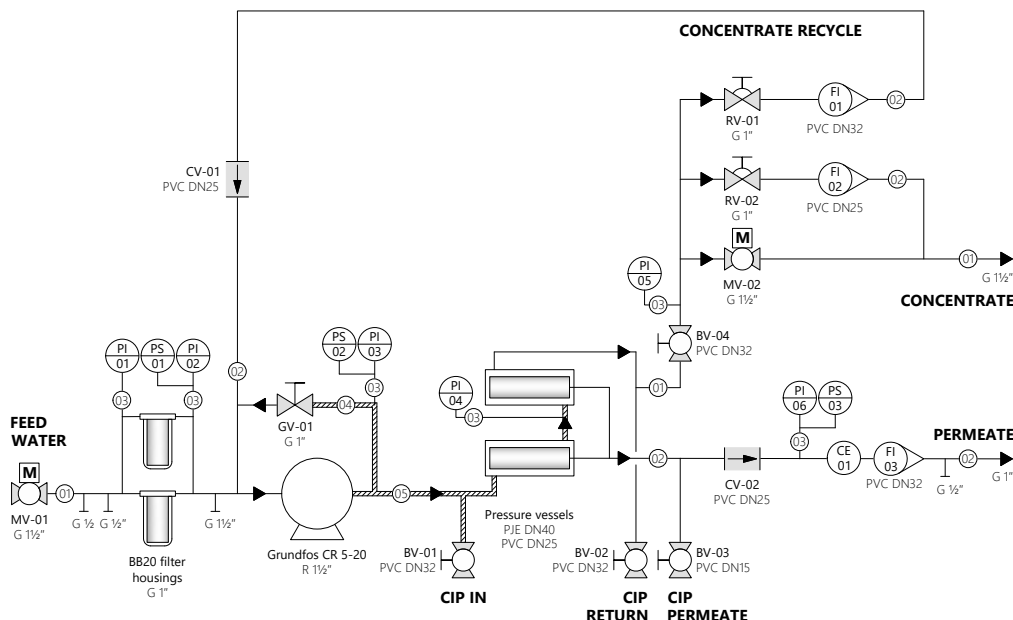 CONCENTRATE RECYCLE
FI
01
02
RV-01
G 1"
PVC DN32
CV-01
PVC DN25
FI
02
02
RV-02
G 1"
PVC DN25
M
MV-02
G 1½"
01
G 1½"
CONCENTRATE
PI
05
03
BV-04
PVC DN32
01
PI
01
PS
01
PI
02
03
03
02
PS
02
PI
03
03
04
GV-01
G 1"
PI
04
03
PI
06
PS
03
03
FEED
WATER
M
MV-01
G 1½"
01
G ½
G ½"
G 1½"
BB20 filter
housings
G 1"
Grundfos CR 5-20
R 1½"
05
Pressure vessels
PJE DN40
PVC DN25
BV-01
PVC DN32
CIP IN
BV-02
PVC DN32
CIP
RETURN
BV-03
PVC DN15
CIP
PERMEATE
02
CV-02
PVC DN25
CE
01
FI
03
PVC DN32
G ½"
02
G 1"
PERMEATE